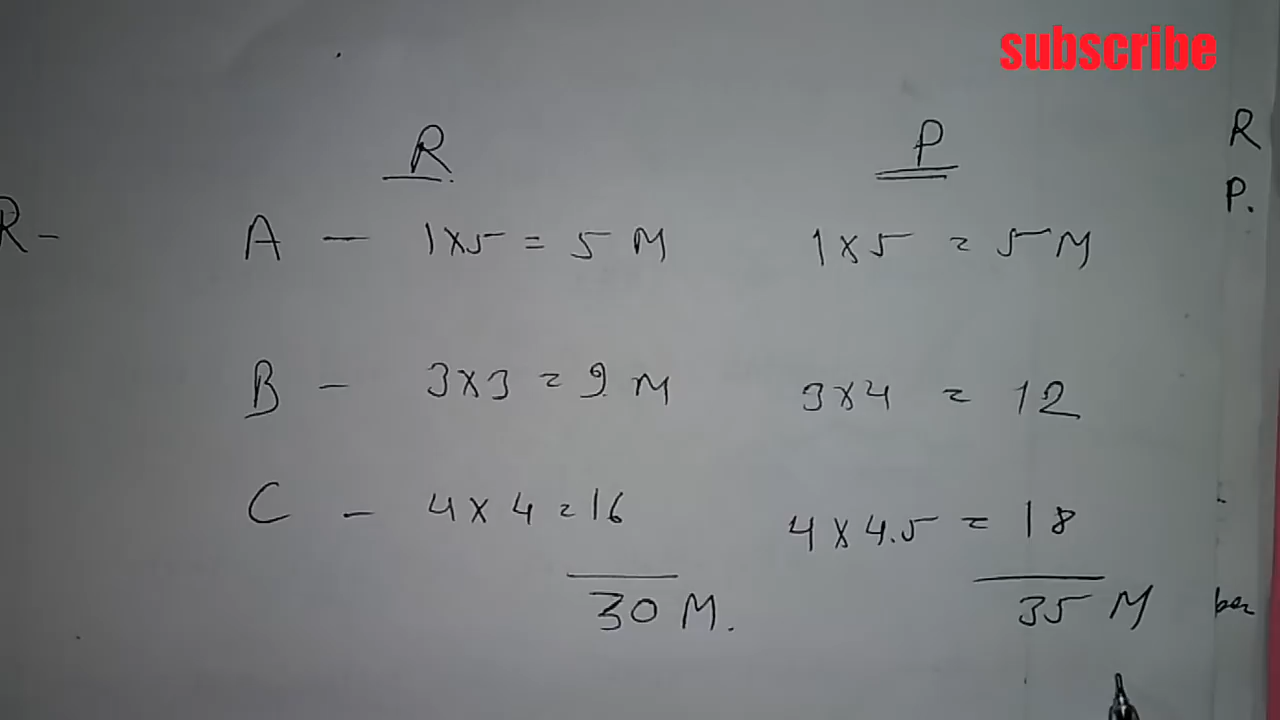 subscribe
R P R
P.
R - A - 1x5 = 5 M 1x5 = 5 M
B - 3x3 = 9 M 3x4 = 12
C - 4x4 = 16 4x4.5 = 18
30 M. 35 M